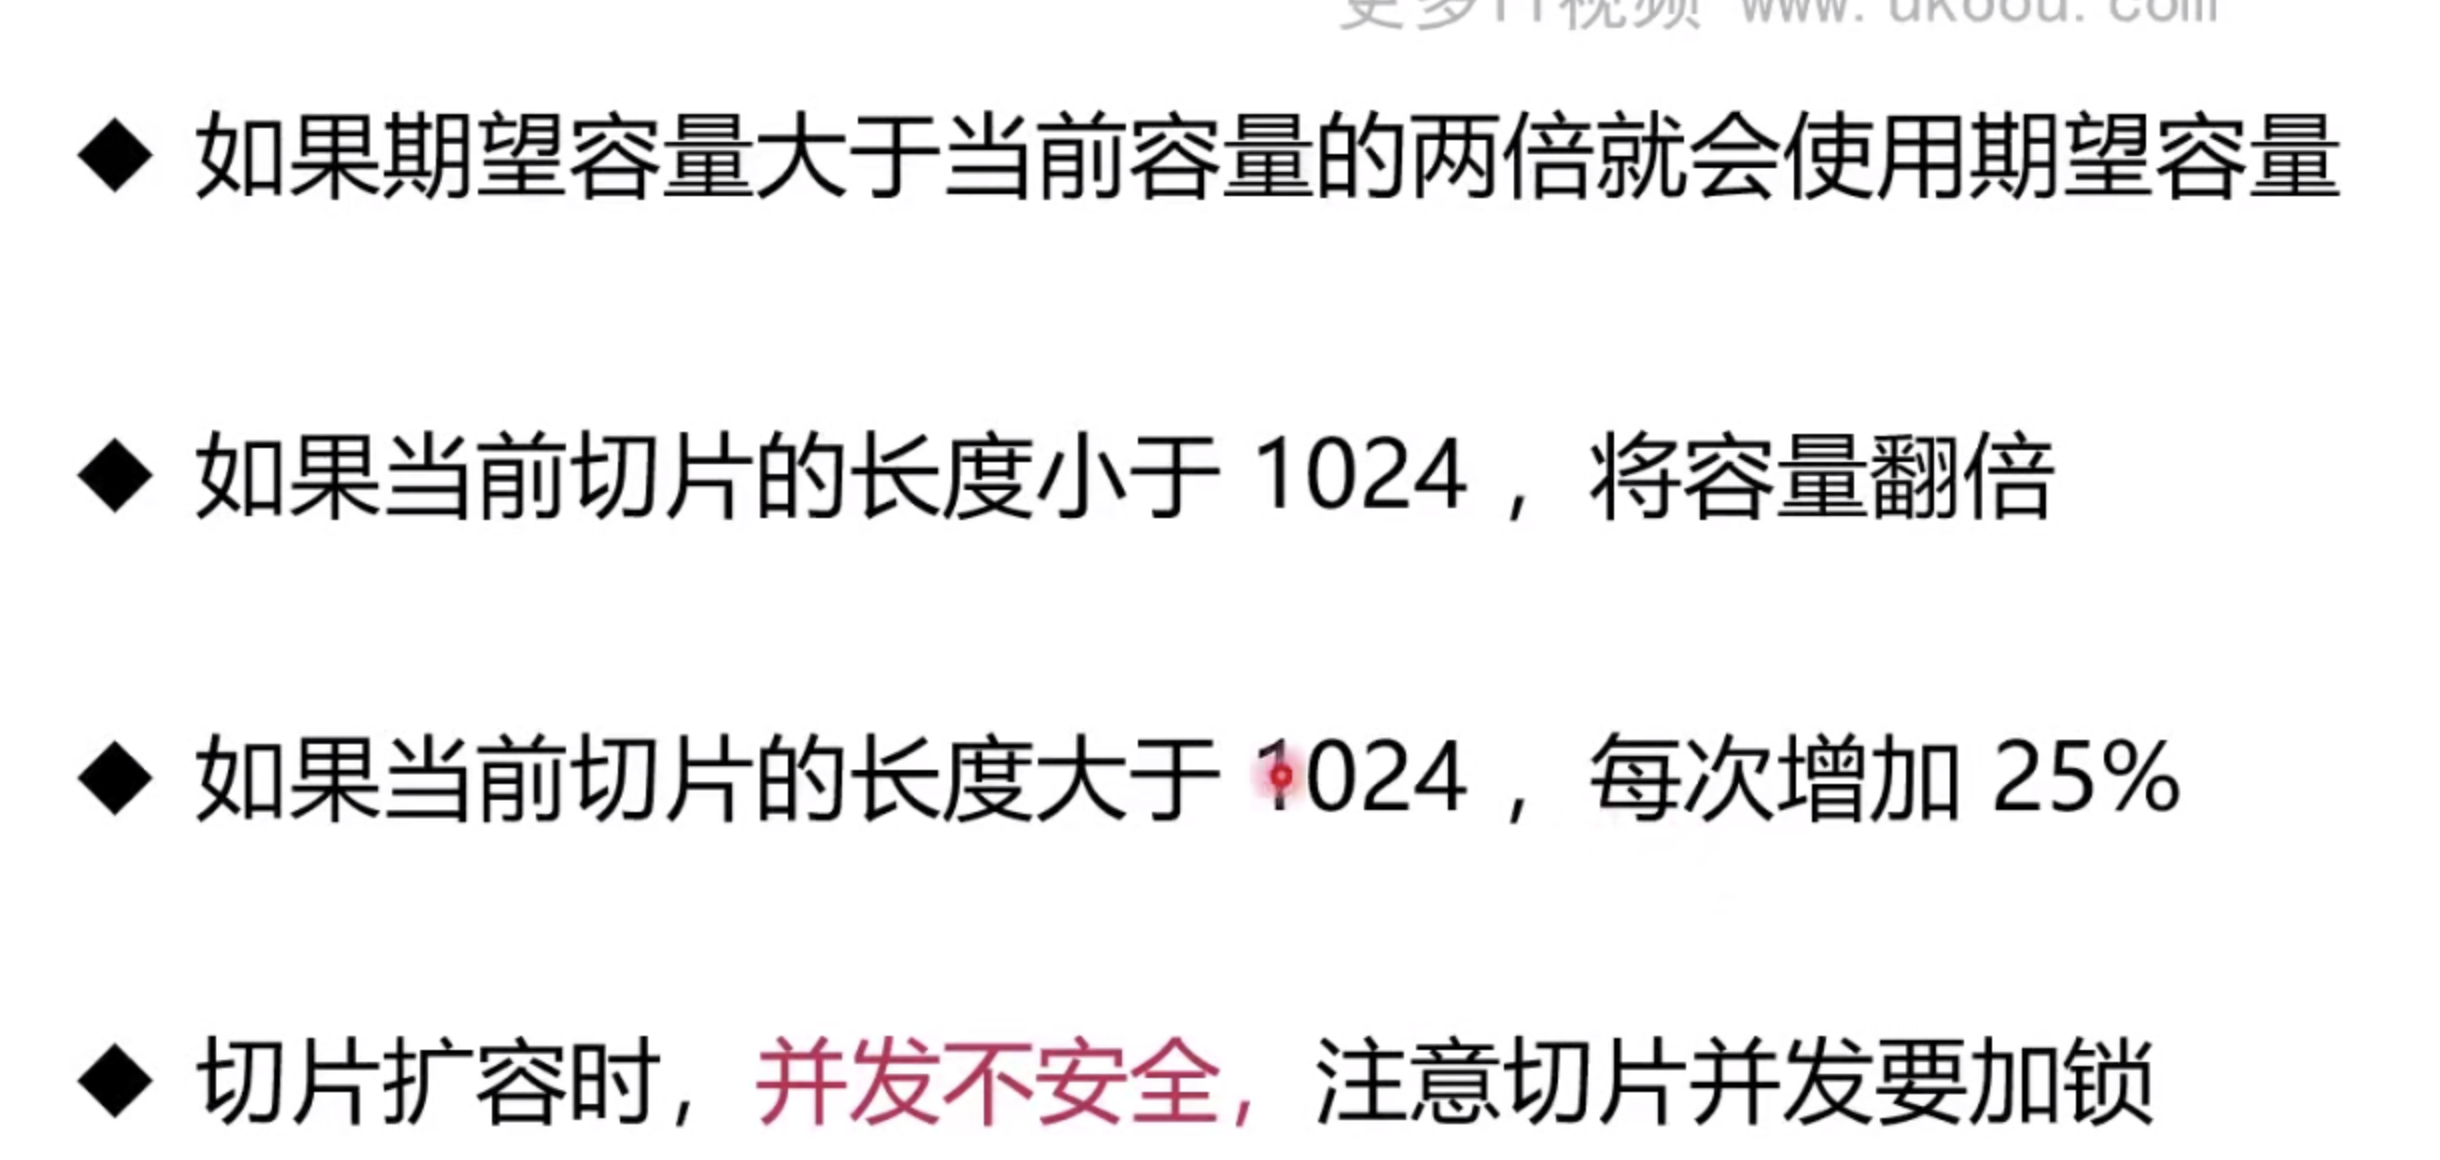 更多IT视频 www.ukoou.com
◆ 如果期望容量大于当前容量的两倍就会使用期望容量
◆ 如果当前切片的长度小于 1024 ，将容量翻倍
◆ 如果当前切片的长度大于 1024 ，每次增加 25%
◆ 切片扩容时，并发不安全，注意切片并发要加锁